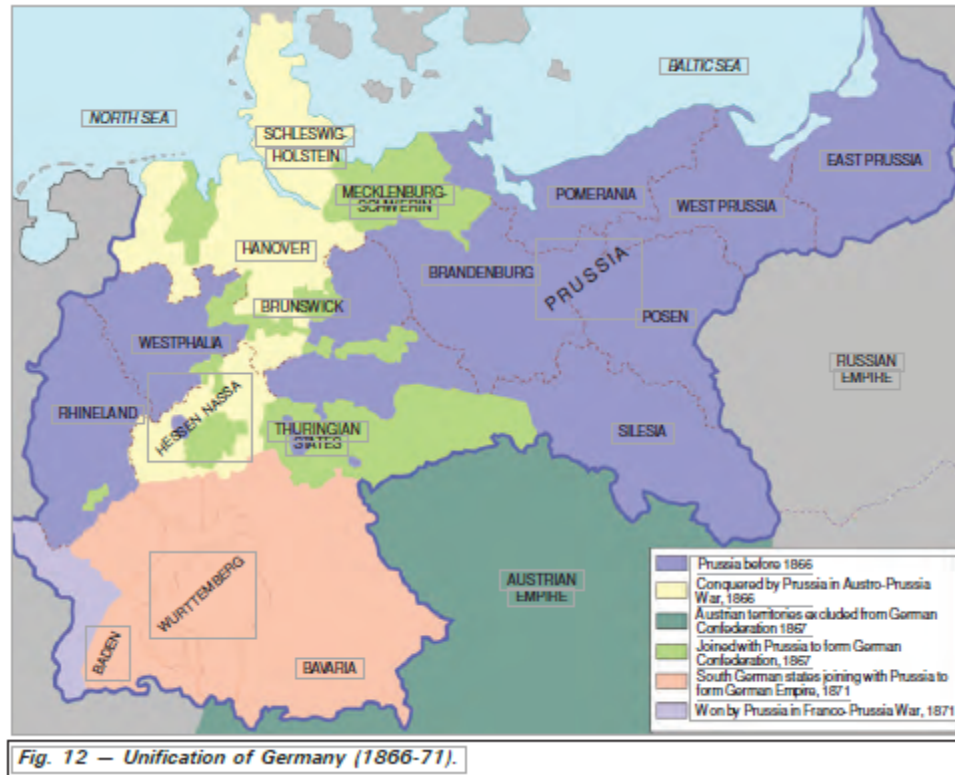 BALTIC SEA
NORTH SEA
SCHLESWIG-
HOLSTEIN
EAST PRUSSIA
MECKLENBURG-
SCHWERIN
POMERANIA
WEST PRUSSIA
HANOVER
BRANDENBURG
PRUSSIA
BRUNSWICK
POSEN
WESTPHALIA
RUSSIAN
EMPIRE
RHINELAND
HESSEN NASSA
THURINGIAN
STATES
SILESIA
WURTTEMBERG
AUSTRIAN
EMPIRE
BADEN
BAVARIA
Prussia before 1866
Conquered by Prussia in Austro-Prussia
War, 1866
Austrian territories excluded from German
Confederation 1867
Joined with Prussia to form German
Confederation, 1867
South German states joining with Prussia to
form German Empire, 1871
Won by Prussia in Franco-Prussia War, 1871
Fig. 12 — Unification of Germany (1866-71).